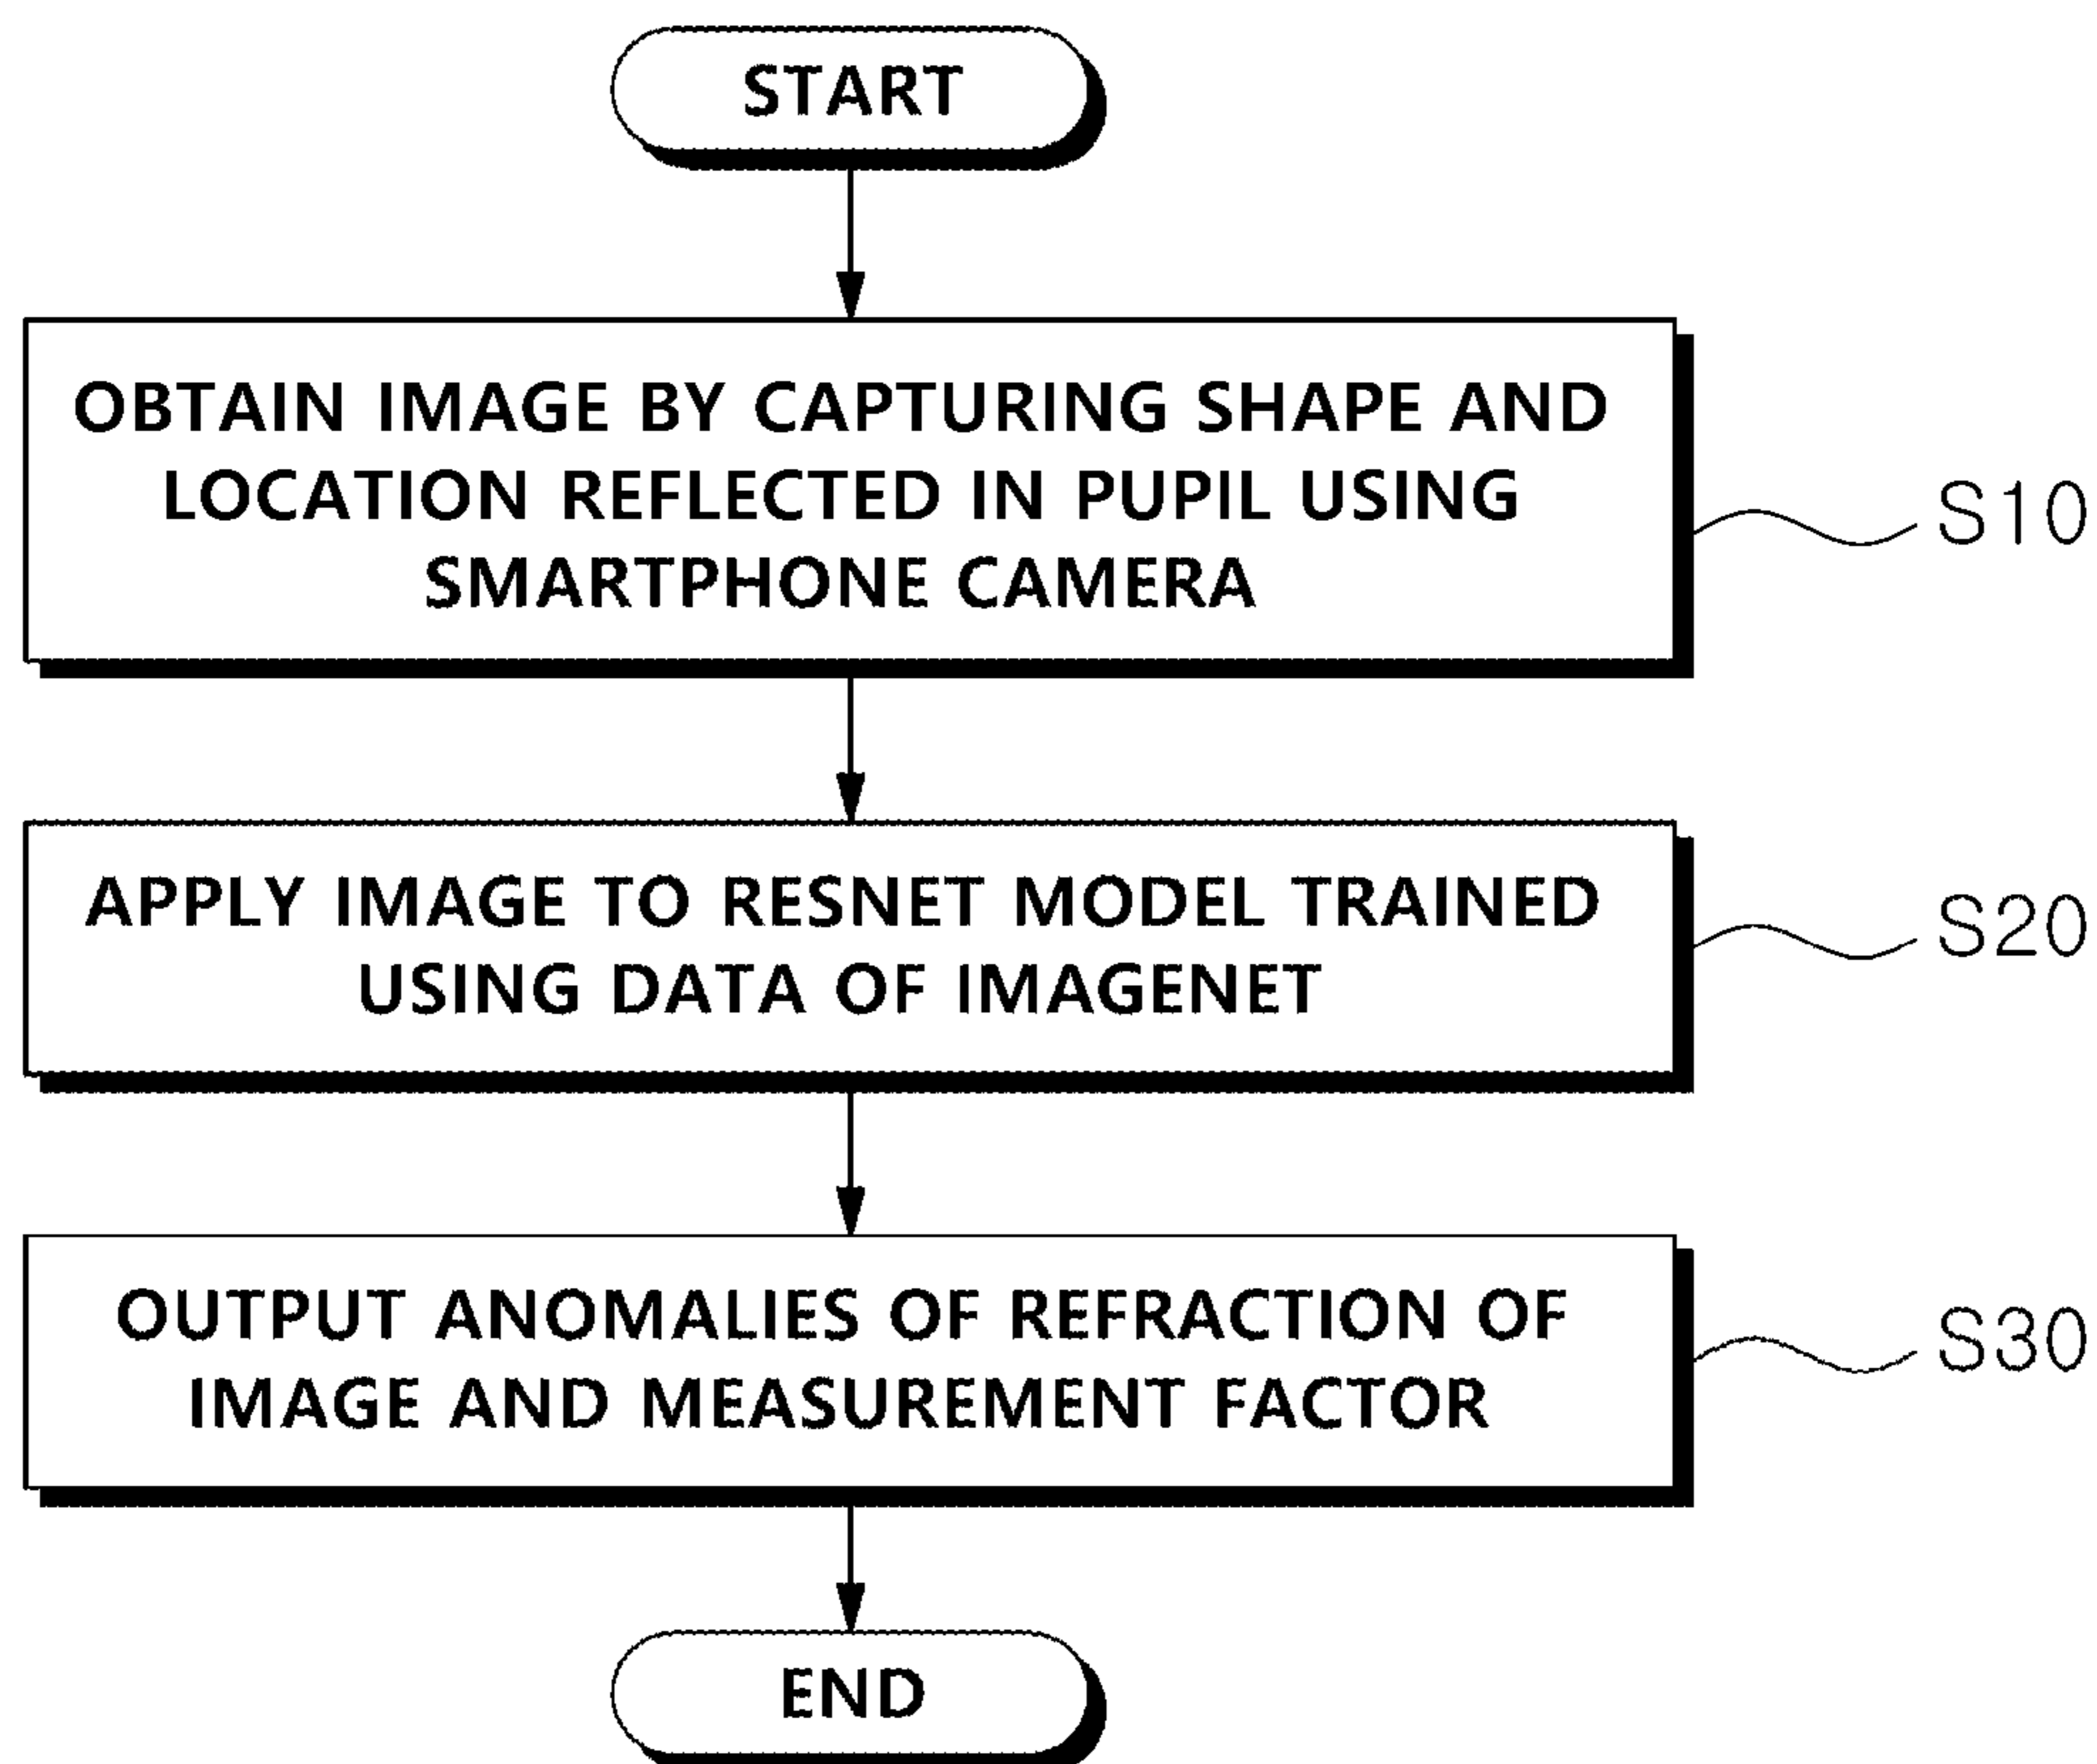 START
OBTAIN IMAGE BY CAPTURING SHAPE AND
LOCATION REFLECTED IN PUPIL USING
SMARTPHONE CAMERA
S10
APPLY IMAGE TO RESNET MODEL TRAINED
USING DATA OF IMAGENET
S20
OUTPUT ANOMALIES OF REFRACTION OF
IMAGE AND MEASUREMENT FACTOR
S30
END